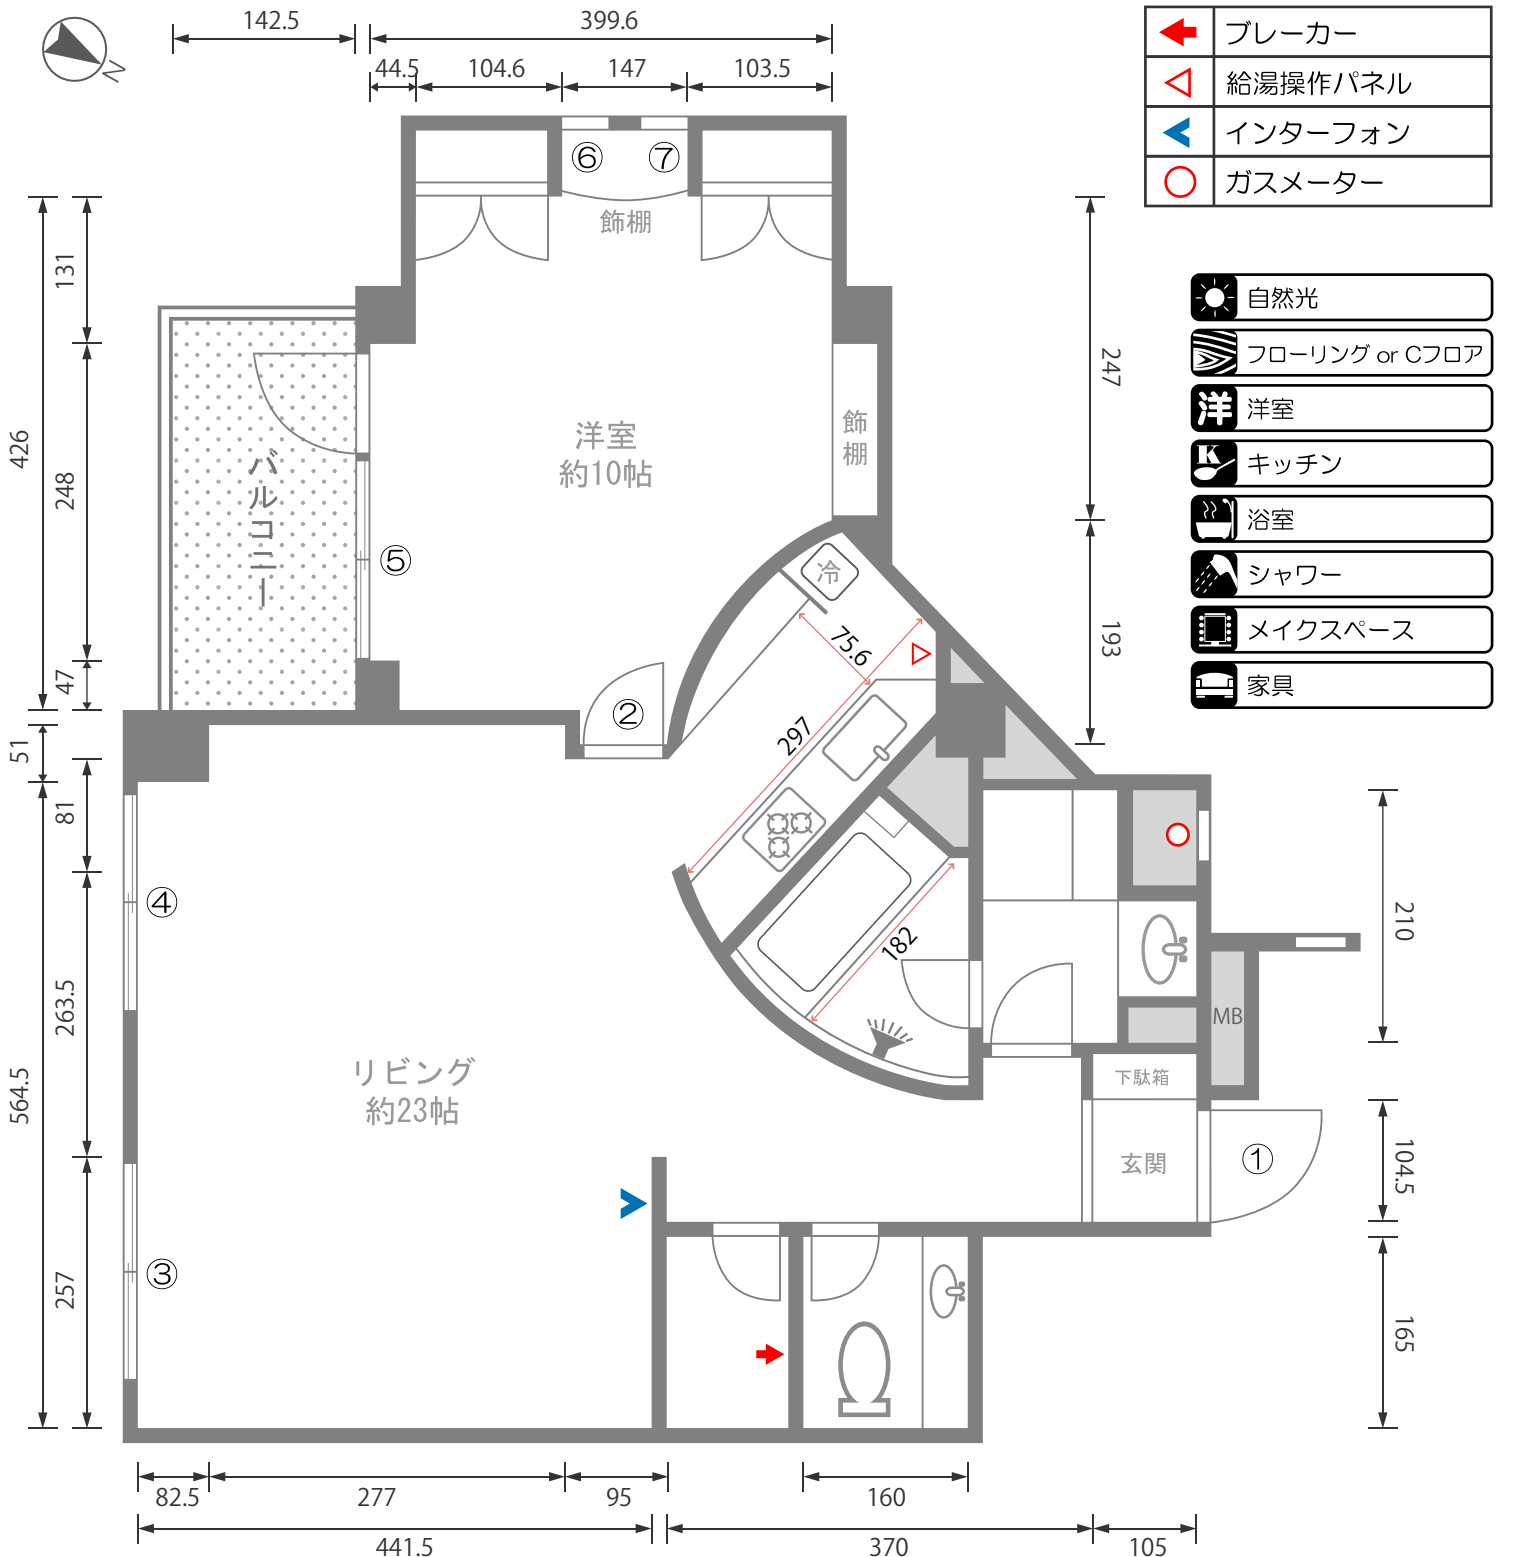 N
142.5
399.6
44.5
104.6
147
103.5
ブレーカー
給湯操作パネル
インターフォン
ガスメーター
⑥
⑦
飾棚
131
426
248
47
バルコニー
洋室
約10帖
飾棚
247
193
自然光
フローリング or Cフロア
洋室
キッチン
浴室
シャワー
メイクスペース
家具
K
洋
⑤
冷
75.6
297
②
51
81
263.5
564.5
257
④
③
リビング
約23帖
182
210
MB
下駄箱
玄関
①
104.5
165
82.5
277
95
160
441.5
370
105